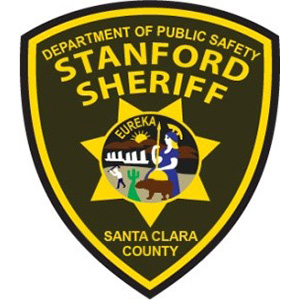 DEPARTMENT OF PUBLIC SAFETY
STANFORD
SHERIFF
EUREKA
SANTA CLARA
COUNTY